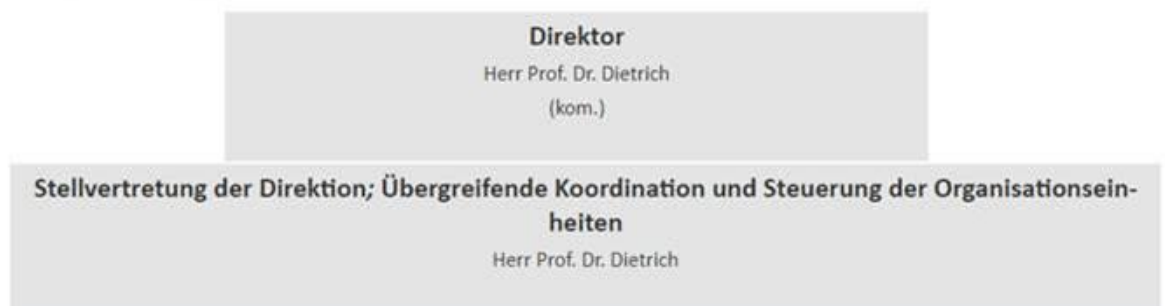 Direktor
Herr Prof. Dr. Dietrich
(kom.)
Stellvertretung der Direktion; Übergreifende Koordination und Steuerung der Organisationsein-
heiten
Herr Prof. Dr. Dietrich